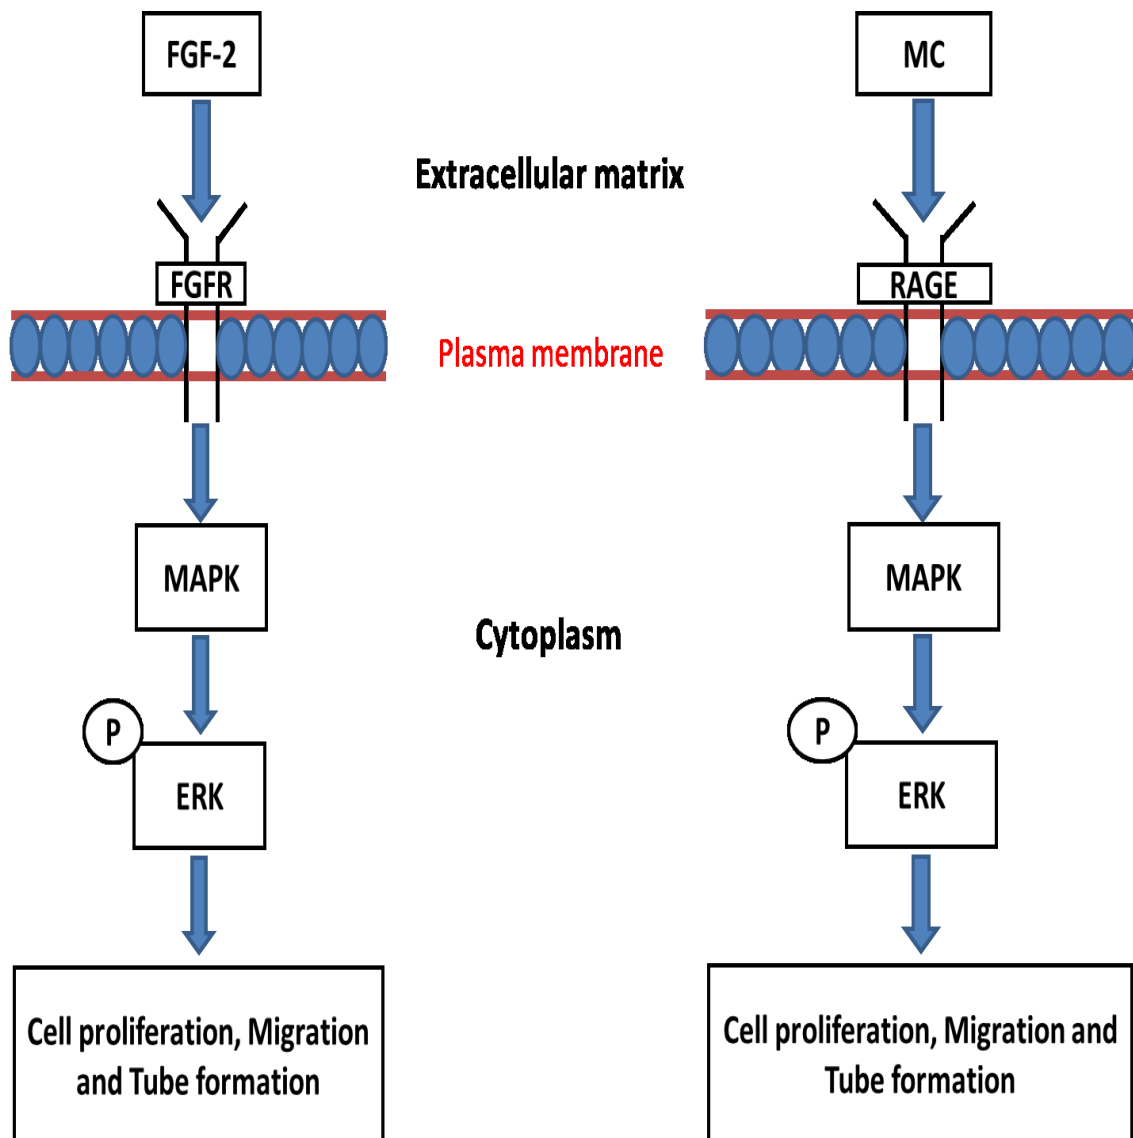 FGF-2
MC
Extracellular matrix
FGFR
RAGE
Plasma membrane
MAPK
MAPK
Cytoplasm
P
P
ERK
ERK
Cell proliferation, Migration
and Tube formation
Cell proliferation, Migration and
Tube formation